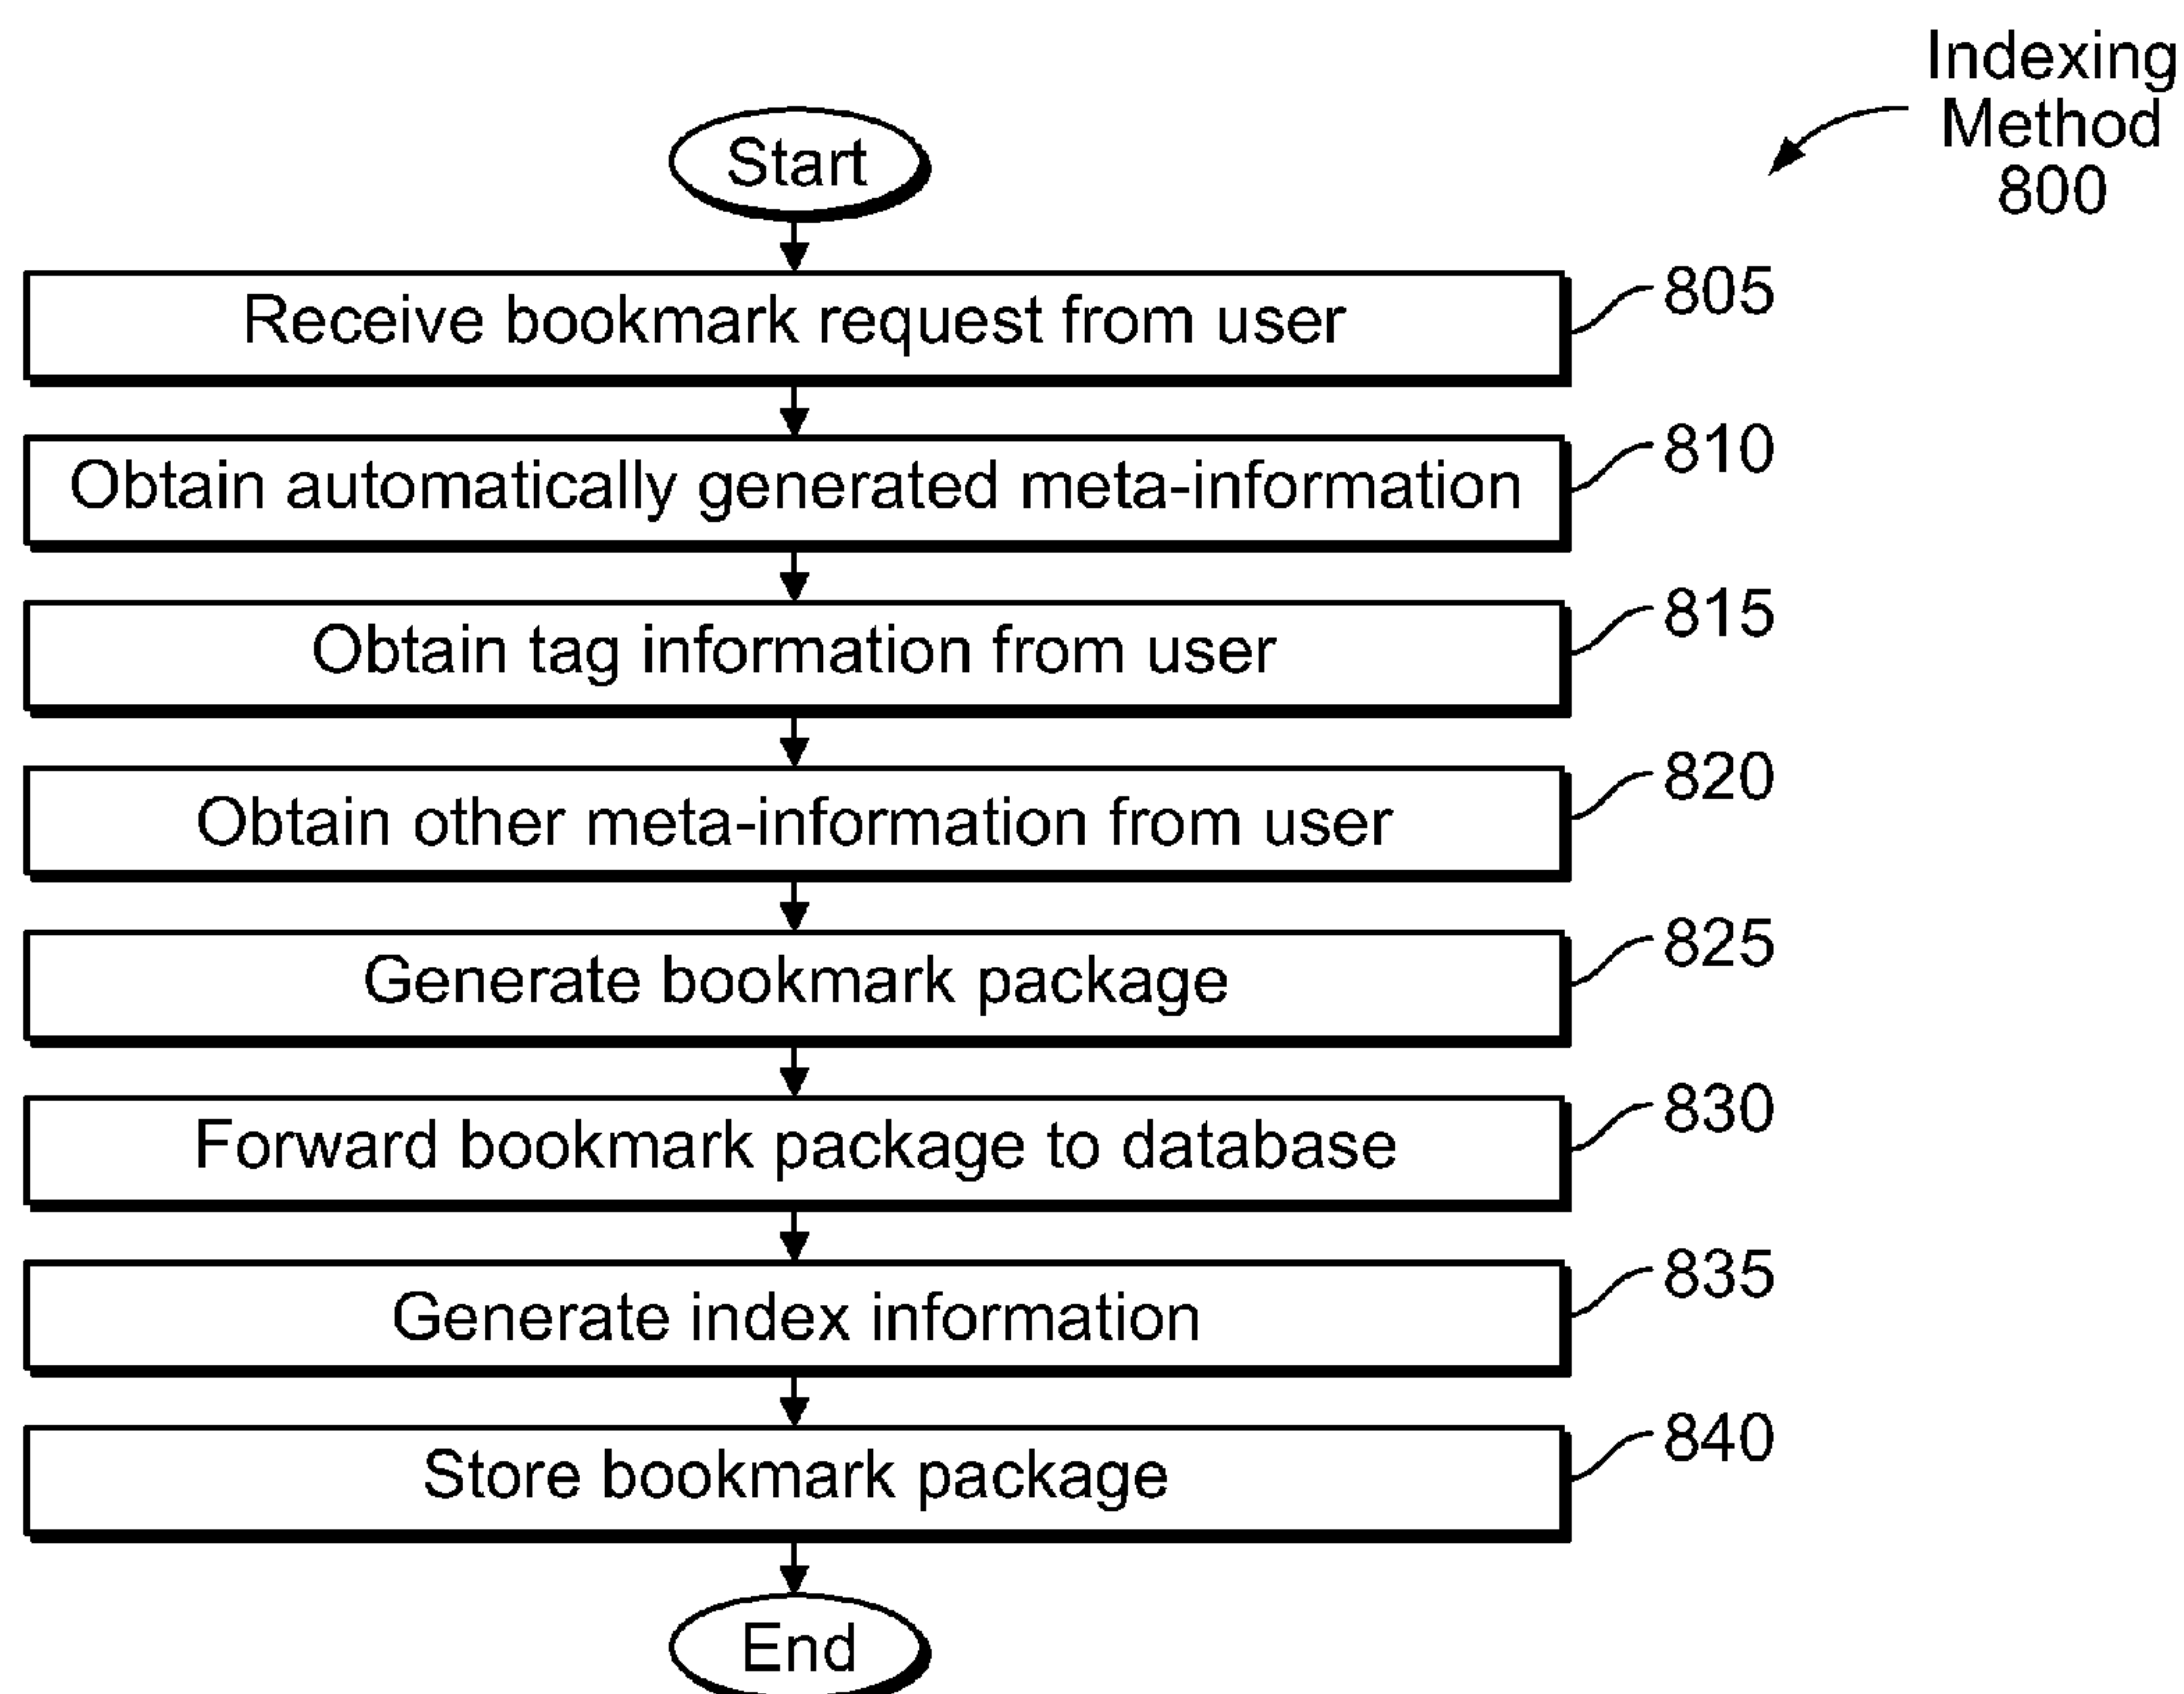 Indexing
Method
800
Start
Receive bookmark request from user
805
Obtain automatically generated meta-information
810
Obtain tag information from user
815
Obtain other meta-information from user
820
Generate bookmark package
825
Forward bookmark package to database
830
Generate index information
835
Store bookmark package
840
End